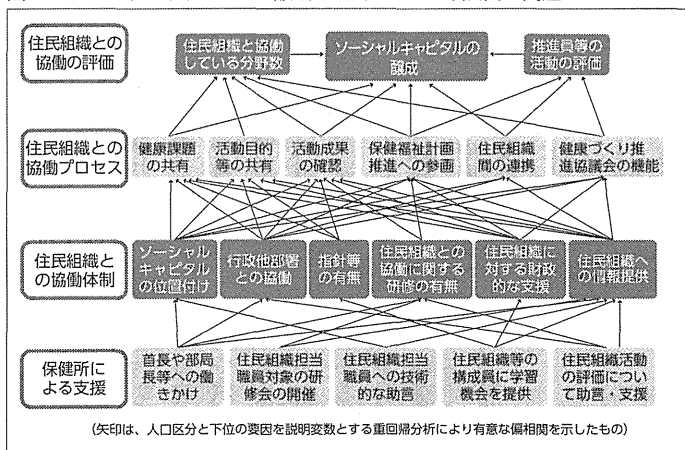 住民組織との
協働の評価
住民組織と協働
している分野数
ソーシャルキャピタルの
醸成
推進員等の
活動の評価
住民組織との
協働プロセス
健康課題
の共有
活動目的
等の共有
活動成果
の確認
保健福祉計画
推進への参画
住民組織
間の連携
健康づくり推
進協議会の機能
住民組織と
の協働体制
ソーシャル
キャピタル
の位置付け
行政他部署
との協働
指針等
の有無
住民組織との
協働に関する
研修の有無
住民組織に
対する財政
的な支援
住民組織へ
の情報提供
保健所に
よる支援
首長や部局
長等への働
きかけ
住民組織担当
職員対象の研
修会の開催
住民組織担当
職員への技術
的な助言
住民組織等の
構成員に学習
機会を提供
住民組織活動
の評価につい
て助言・支援
(矢印は、人口区分と下位の要因を説明変数とする重回帰分析により有意な偏相関を示したもの)